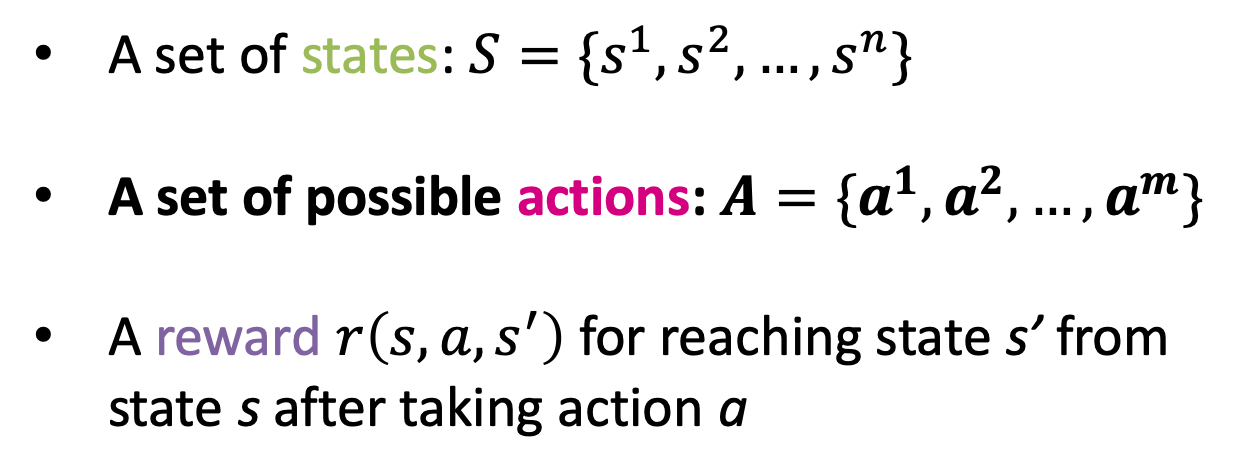 • A set of states: S = {s¹, s², …, sⁿ}
• A set of possible actions: A = {a¹, a², …, aᵐ}
• A reward r(s, a, s′) for reaching state s′ from
state s after taking action a